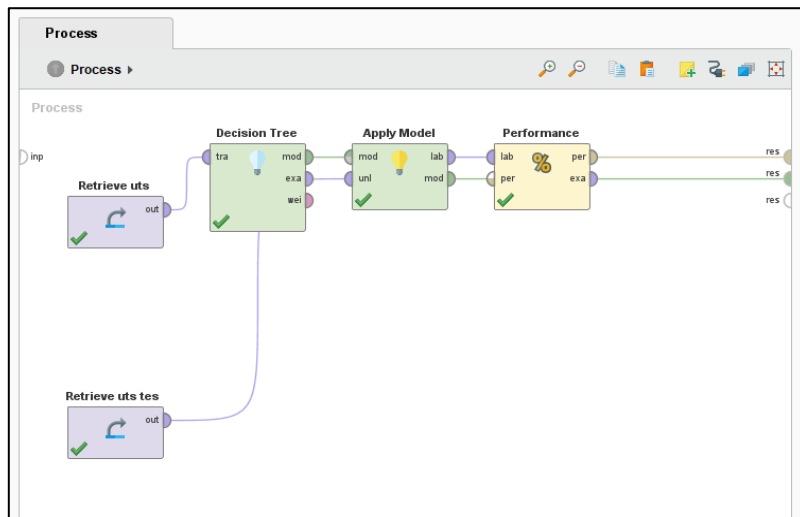 Process
Process
Process
inp
Retrieve uts
out
Decision Tree
tra
mod
exa
wei
Apply Model
mod
lab
unl
mod
Performance
%
lab
per
per
exa
res
res
res
Retrieve uts tes
out